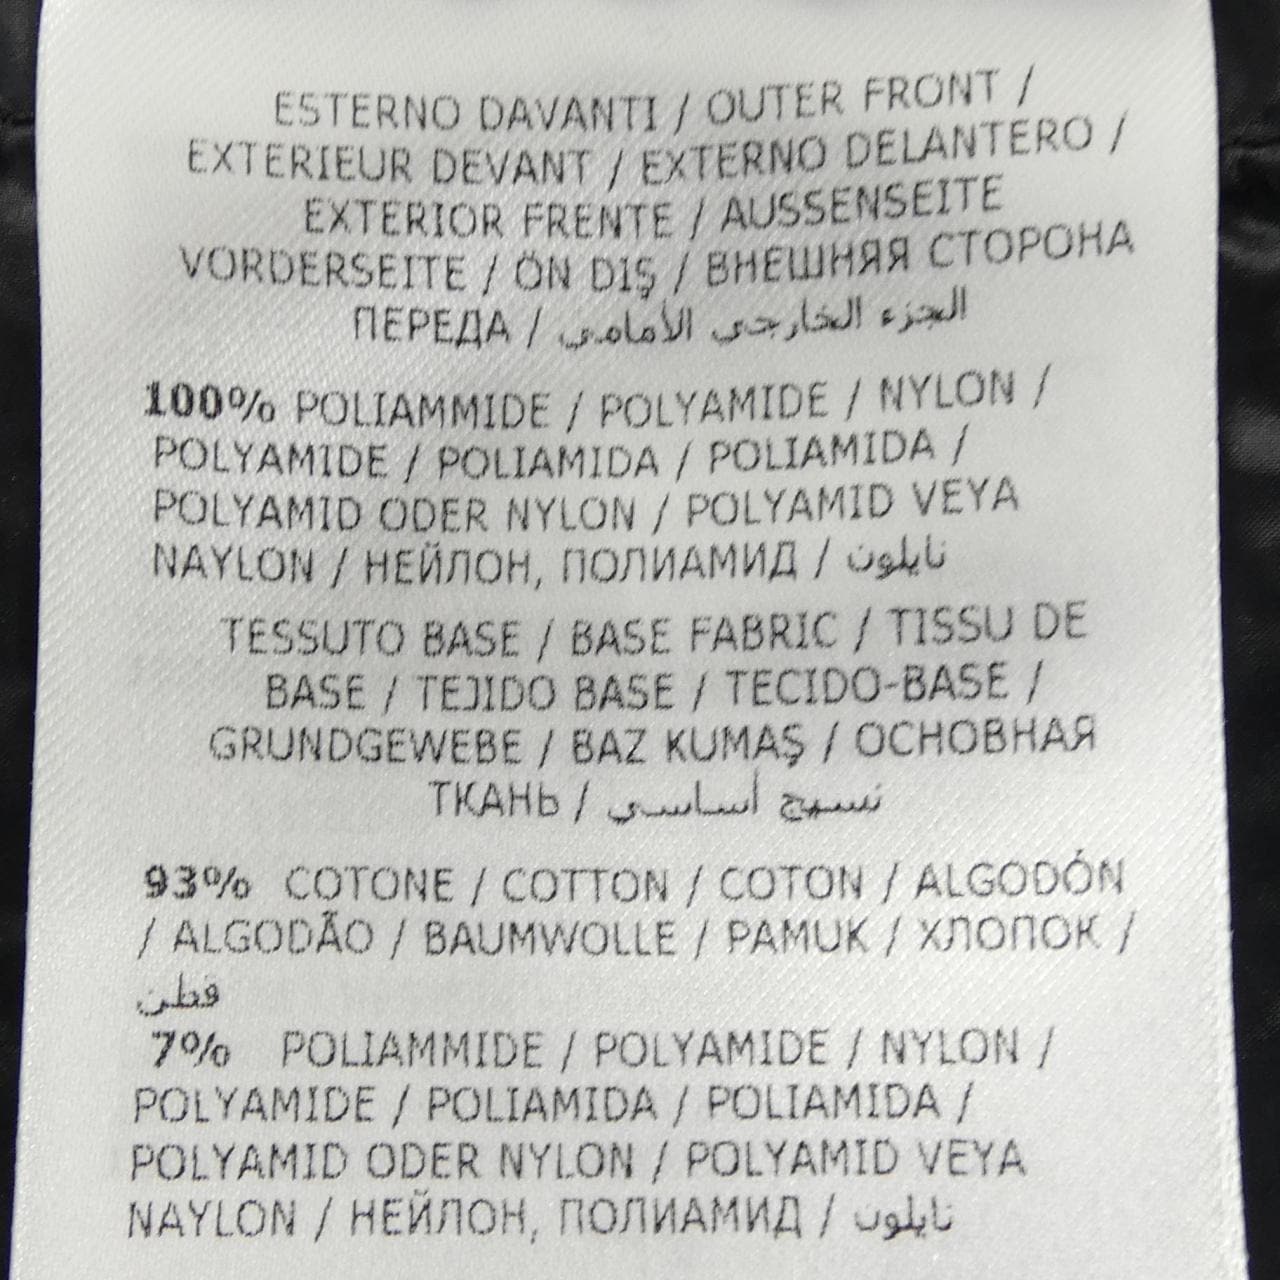 ESTERNO DAVANTI / OUTER FRONT /
EXTERIEUR DEVANT / EXTERNO DELANTERO /
EXTERIOR FRENTE / AUSSENSEITE
VORDERSEITE / ÖN DIŞ / ВНЕШНЯЯ СТОРОНА
ПЕРЕДА / الجزء الخارجي الأمامي
100% POLIAMMIDE / POLYAMIDE / NYLON /
POLYAMIDE / POLIAMIDA / POLIAMIDA /
POLYAMID ODER NYLON / POLYAMID VEYA
NAYLON / НЕЙЛОН, ПОЛИАМИД / نايلون
TESSUTO BASE / BASE FABRIC / TISSU DE
BASE / TEJIDO BASE / TECIDO-BASE /
GRUNDGEWEBE / BAZ KUMAŞ / ОСНОВНАЯ
ТКАНЬ / نسيج أساسي
93% COTONE / COTTON / COTON / ALGODÓN
/ ALGODÃO / BAUMWOLLE / PAMUK / ХЛОПОК /
قطن
7% POLIAMMIDE / POLYAMIDE / NYLON /
POLYAMIDE / POLIAMIDA / POLIAMIDA /
POLYAMID ODER NYLON / POLYAMID VEYA
NAYLON / НЕЙЛОН, ПОЛИАМИД / نايلون